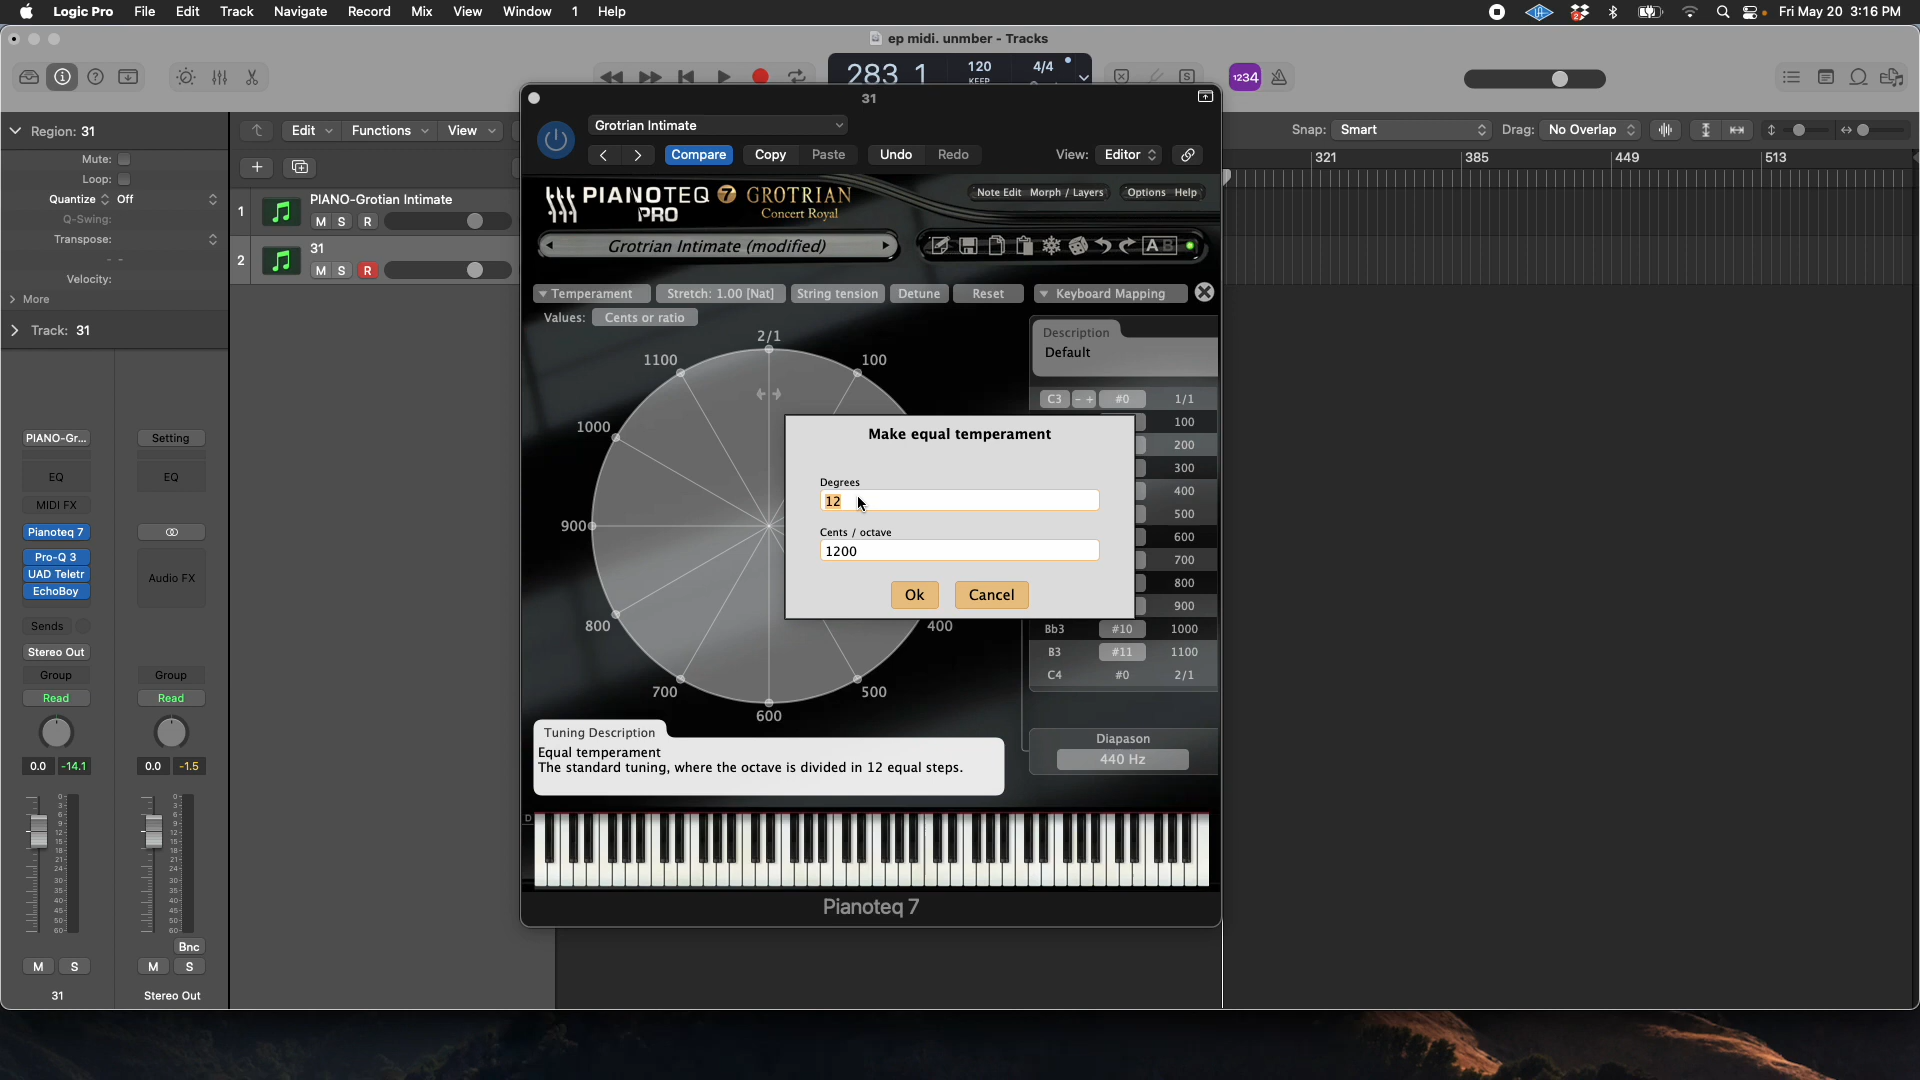 Logic Pro File Edit Track Navigate Record Mix View Window 1 Help Fri May 20 3:16 PM
ep midi. unmber - Tracks
283 1 120 KEEP 4/4 S 1234
31
Region: 31 Edit Functions View Grotrian Intimate Snap: Smart Drag: No Overlap
Mute:
Loop:
Quantize Off
Q-Swing:
Transpose:
- -
Velocity:
> More
Track: 31
Compare Copy Paste Undo Redo View: Editor
321 385 449 513
1 PIANO-Grotian Intimate
M S R
2 31
M S R
PIANOTEQ 7 GROTRIAN
PRO Concert Royal
Note Edit Morph / Layers Options Help
Grotrian Intimate (modified) A B
Temperament Stretch: 1.00 [Nat] String tension Detune Reset Keyboard Mapping
Values: Cents or ratio
2/1
100
1100
1000
900
800
700
600
500
400
Description
Default
C3 - + #0 1/1
100
200
300
400
500
600
700
800
900
Bb3 #10 1000
B3 #11 1100
C4 #0 2/1
Diapason
440 Hz
Make equal temperament
Degrees
12
Cents / octave
1200
Ok Cancel
Tuning Description
Equal temperament
The standard tuning, where the octave is divided in 12 equal steps.
D
Pianoteq 7
PIANO-Gr... Setting
EQ EQ
MIDI FX
Pianoteq 7
Pro-Q 3
UAD Teletr Audio FX
EchoBoy
Sends
Stereo Out
Group Group
Read Read
0.0 -14.1 0.0 -1.5
Bnc
M S M S
31 Stereo Out